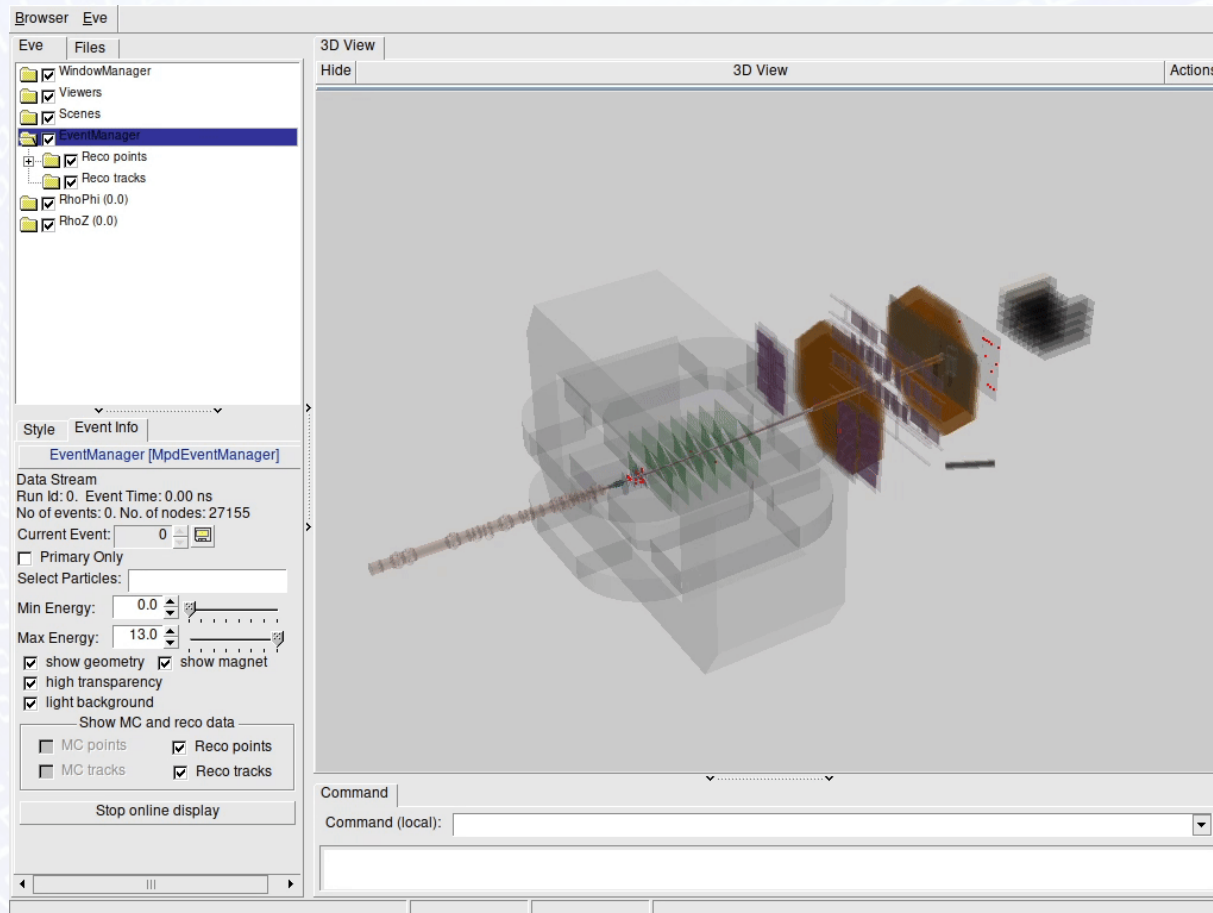 Browser Eve
Eve Files
WindowManager
Viewers
Scenes
EventManager
Reco points
Reco tracks
RhoPhi (0.0)
RhoZ (0.0)
Style Event Info
EventManager [MpdEventManager]
Data Stream
Run Id: 0. Event Time: 0.00 ns
No of events: 0. No. of nodes: 27155
Current Event: 0
Primary Only
Select Particles:
Min Energy: 0.0
Max Energy: 13.0
show geometry show magnet
high transparency
light background
Show MC and reco data
MC points Reco points
MC tracks Reco tracks
Stop online display
3D View
Hide 3D View Actions
Command
Command (local):